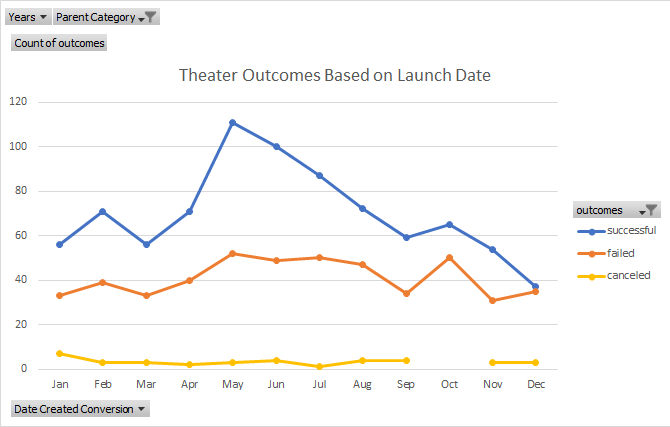 Years Parent Category
Count of outcomes
Theater Outcomes Based on Launch Date
120
100
80
60
40
20
0
Jan Feb Mar Apr May Jun Jul Aug Sep Oct Nov Dec
outcomes
successful
failed
canceled
Date Created Conversion